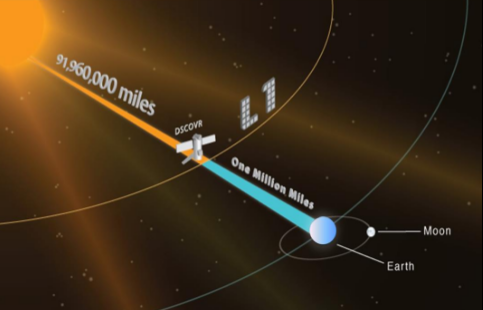 91,960,000 miles
L1
DSCOVR
One Million Miles
Moon
Earth